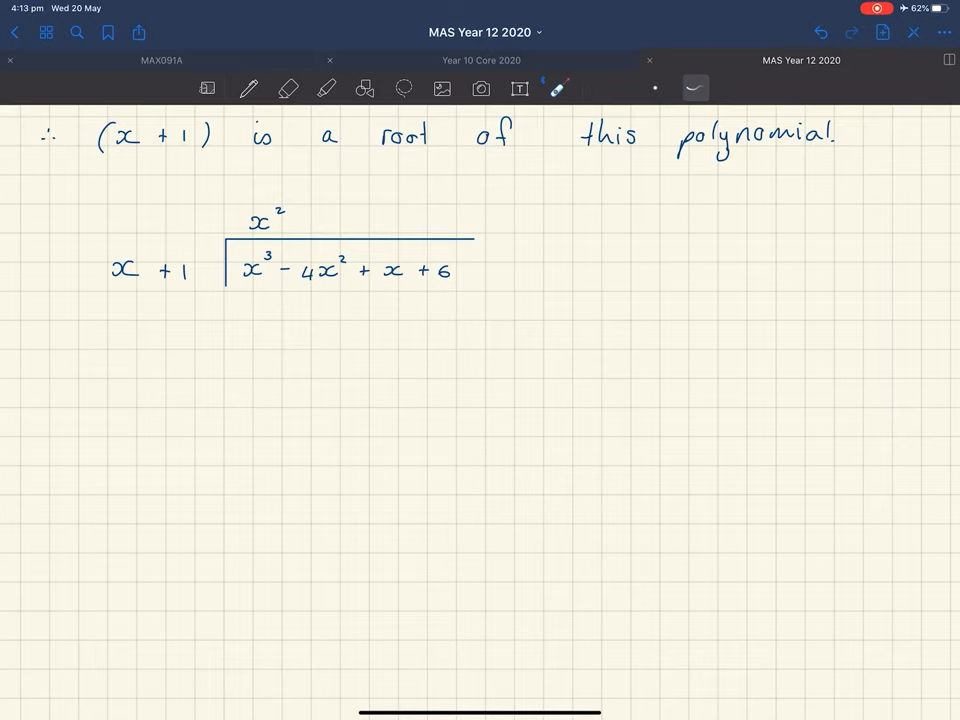 4:13 pm Wed 20 May
62%
MAS Year 12 2020
MAX091A
Year 10 Core 2020
MAS Year 12 2020
∴ (x + 1) is a root of this polynomial.
x²
x + 1 x³ - 4x² + x + 6